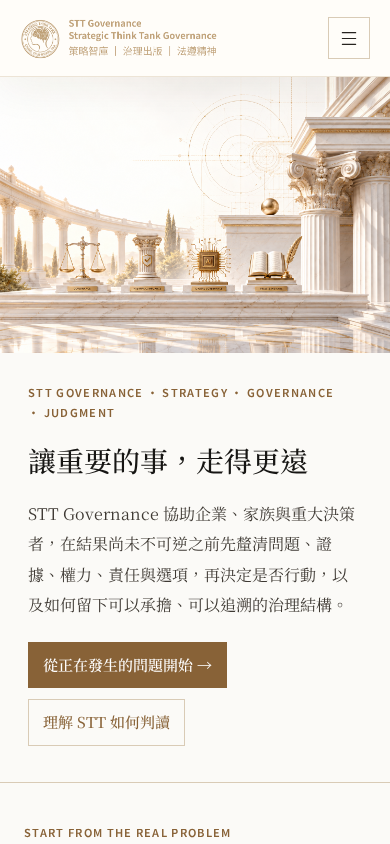 STT Governance
Strategic Think Tank Governance
策略智庫 ｜ 治理出版 ｜ 法遵精神
STT GOVERNANCE ・ STRATEGY ・ GOVERNANCE
・ JUDGMENT
讓重要的事，走得更遠
STT Governance 協助企業、家族與重大決策
者，在結果尚未不可逆之前先釐清問題、證
據、權力、責任與選項，再決定是否行動，以
及如何留下可以承擔、可以追溯的治理結構。
從正在發生的問題開始 →
理解 STT 如何判讀
START FROM THE REAL PROBLEM